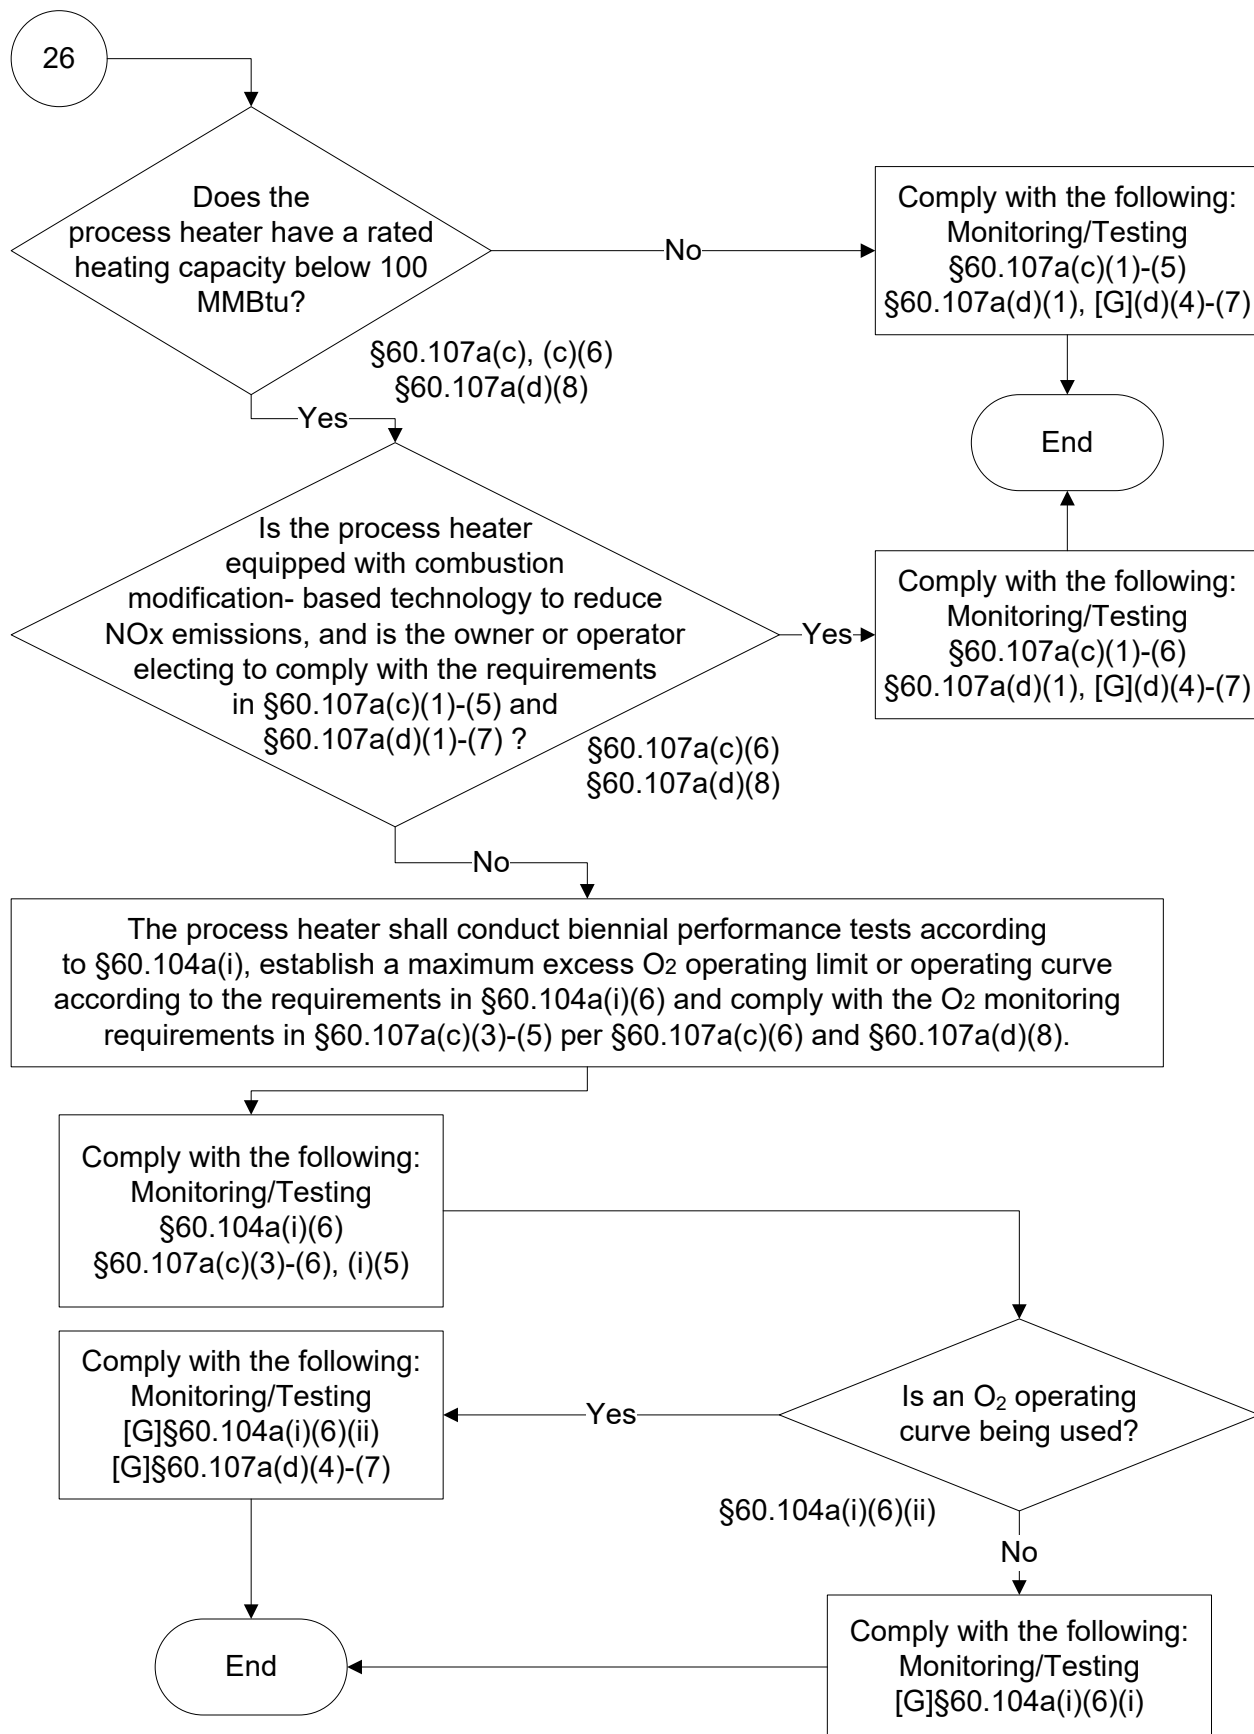 26
Does the
process heater have a rated
heating capacity below 100
MMBtu?
No
Comply with the following:
Monitoring/Testing
§60.107a(c)(1)-(5)
§60.107a(d)(1), [G](d)(4)-(7)
§60.107a(c), (c)(6)
§60.107a(d)(8)
Yes
End
Is the process heater
equipped with combustion
modification- based technology to reduce
NOx emissions, and is the owner or operator
electing to comply with the requirements
in §60.107a(c)(1)-(5) and
§60.107a(d)(1)-(7) ?
Yes
Comply with the following:
Monitoring/Testing
§60.107a(c)(1)-(6)
§60.107a(d)(1), [G](d)(4)-(7)
§60.107a(c)(6)
§60.107a(d)(8)
No
The process heater shall conduct biennial performance tests according
to §60.104a(i), establish a maximum excess O2 operating limit or operating curve
according to the requirements in §60.104a(i)(6) and comply with the O2 monitoring
requirements in §60.107a(c)(3)-(5) per §60.107a(c)(6) and §60.107a(d)(8).
Comply with the following:
Monitoring/Testing
§60.104a(i)(6)
§60.107a(c)(3)-(6), (i)(5)
Is an O₂ operating
curve being used?
Yes
Comply with the following:
Monitoring/Testing
[G]§60.104a(i)(6)(ii)
[G]§60.107a(d)(4)-(7)
§60.104a(i)(6)(ii)
No
Comply with the following:
Monitoring/Testing
[G]§60.104a(i)(6)(i)
End